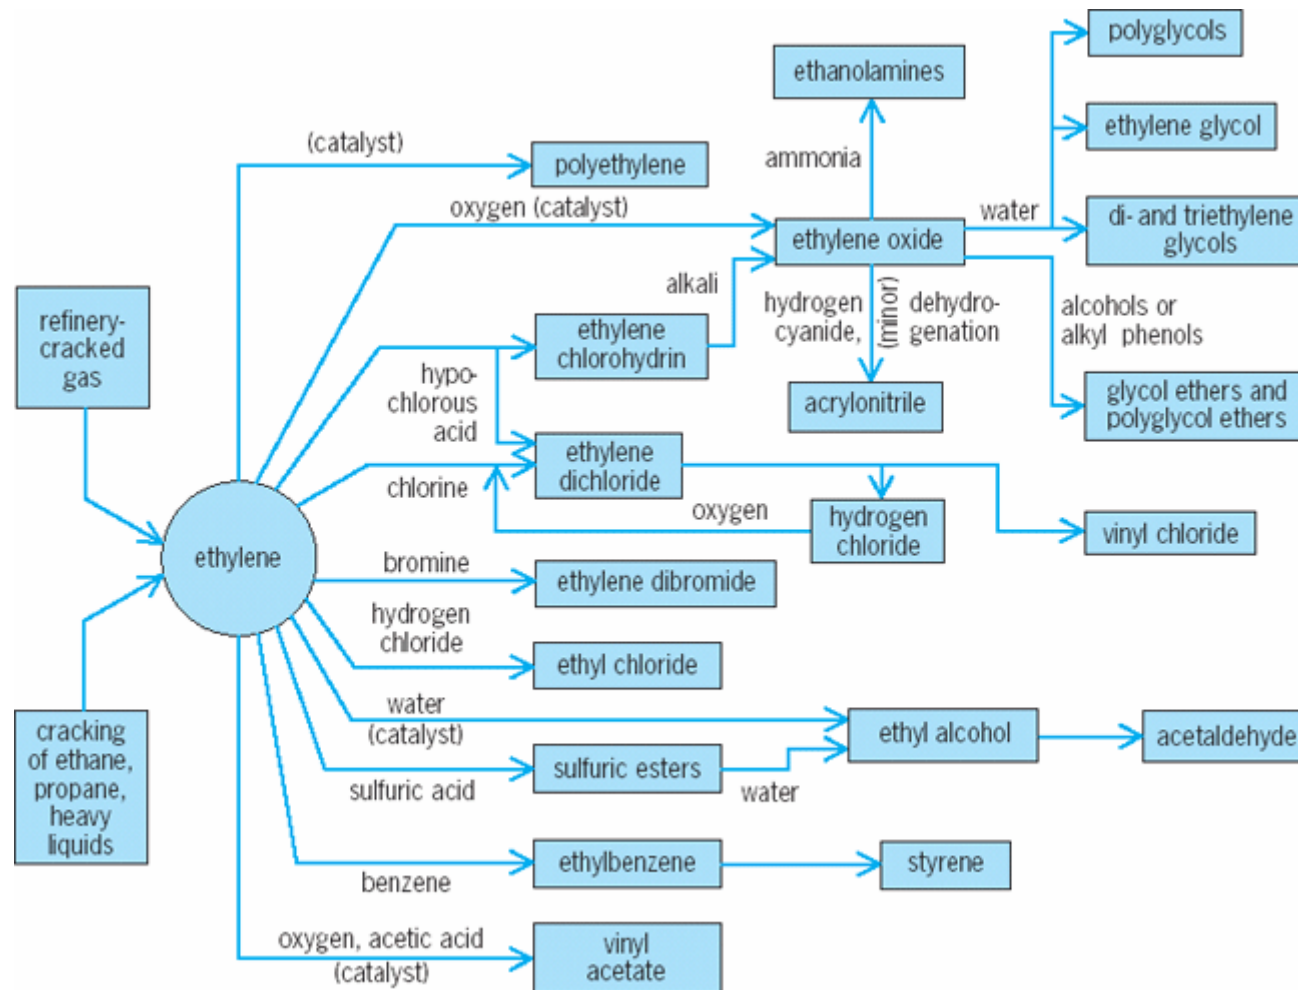 polyglycols
ethanolamines
ethylene glycol
(catalyst)
polyethylene
ammonia
oxygen (catalyst)
water
di- and triethylene
glycols
ethylene oxide
alkali
hydrogen
cyanide,
(minor)
dehydro-
genation
alcohols or
alkyl phenols
refinery-
cracked
gas
ethylene
chlorohydrin
hypo-
chlorous
acid
acrylonitrile
glycol ethers and
polyglycol ethers
ethylene
dichloride
chlorine
oxygen
hydrogen
chloride
vinyl chloride
ethylene
bromine
ethylene dibromide
hydrogen
chloride
ethyl chloride
water
(catalyst)
ethyl alcohol
acetaldehyde
cracking
of ethane,
propane,
heavy
liquids
sulfuric acid
sulfuric esters
water
benzene
ethylbenzene
styrene
oxygen, acetic acid
(catalyst)
vinyl
acetate